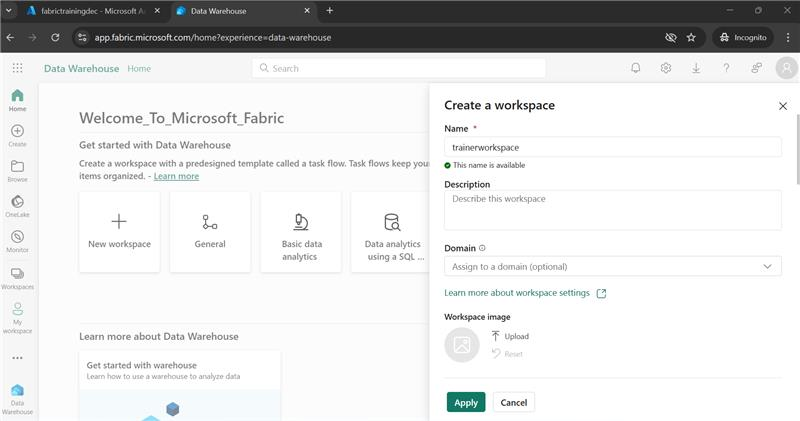 fabrictrainingdec - Microsoft A
Data Warehouse
app.fabric.microsoft.com/home?experience=data-warehouse
Incognito
Data Warehouse Home
Search
Home
Create
Browse
OneLake
Monitor
Workspaces
My
workspace
Data
Warehouse
Welcome_To_Microsoft_Fabric
Get started with Data Warehouse
Create a workspace with a predesigned template called a task flow. Task flows keep your
items organized. - Learn more
New workspace
General
Basic data
analytics
Data analytics
using a SQL ...
Learn more about Data Warehouse
Get started with warehouse
Learn how to use a warehouse to analyze data
Create a workspace
Name *
trainerworkspace
This name is available
Description
Describe this workspace
Domain
Assign to a domain (optional)
Learn more about workspace settings
Workspace image
Upload
Reset
Apply
Cancel